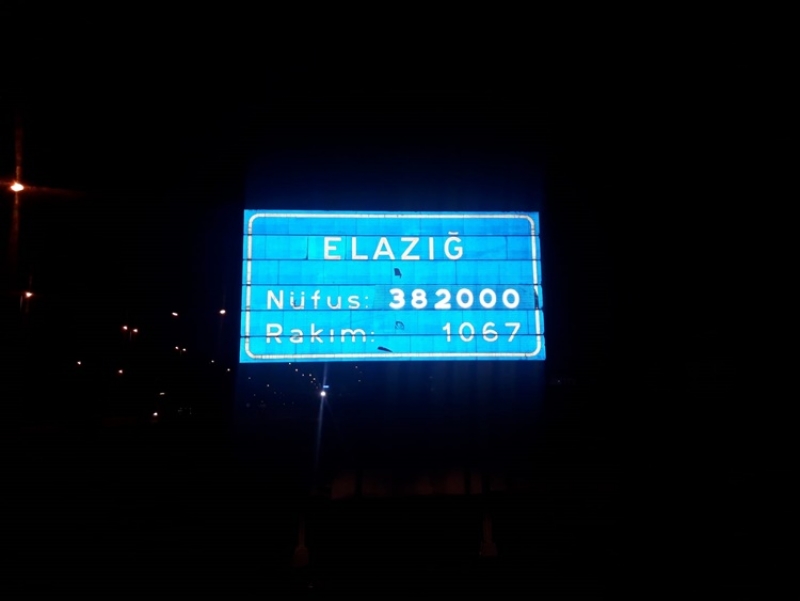 ELAZIĞ
Nüfus: 382000
Rakım: 1067